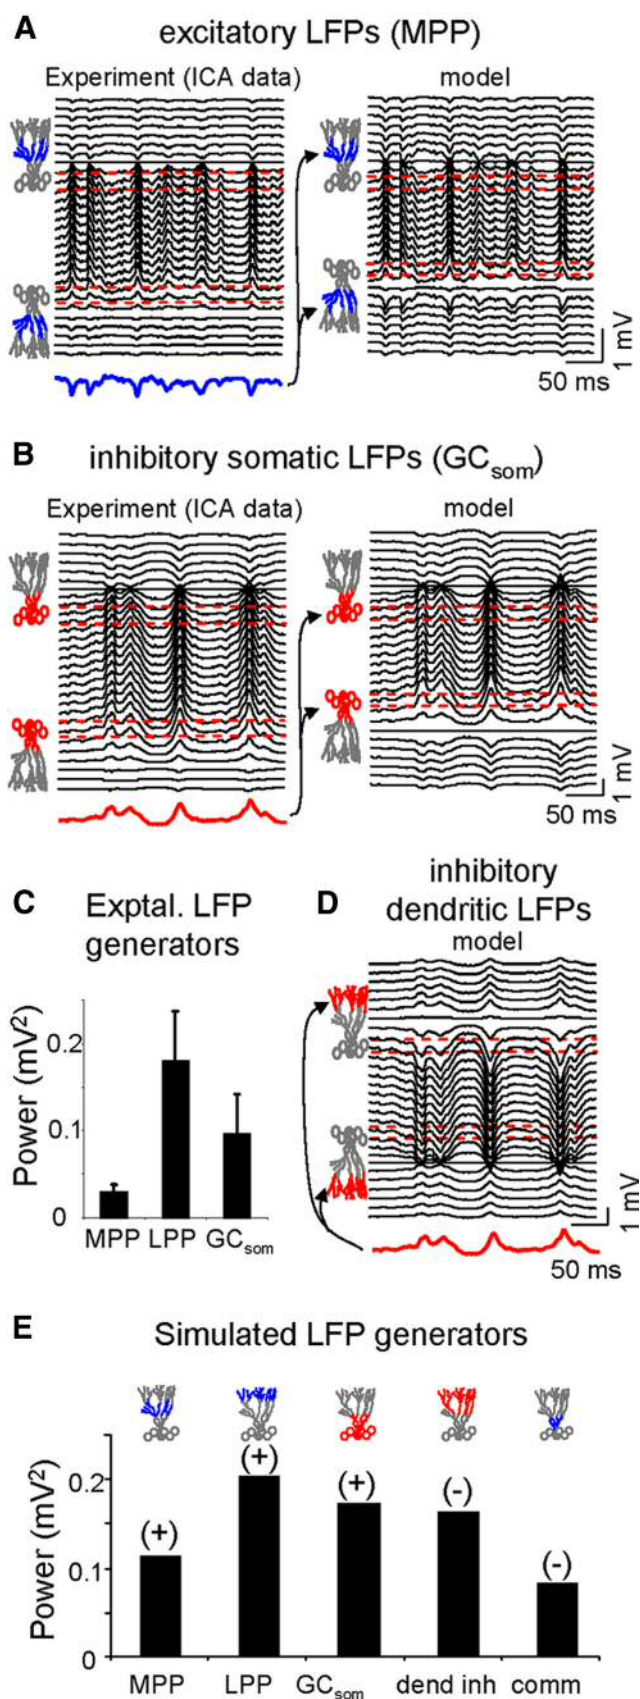 A
excitatory LFPs (MPP)
Experiment (ICA data)
model
1 mV
50 ms
B
inhibitory somatic LFPs (GCsom)
Experiment (ICA data)
model
1 mV
50 ms
C
Exptal. LFP
generators
Power (mV²)
0.2
0.1
0
MPP LPP GCsom
D
inhibitory
dendritic LFPs
model
1 mV
50 ms
E
Simulated LFP generators
Power (mV²)
0.2
0.1
0
(+) (+) (+) (-) (-)
MPP LPP GCsom dend inh comm